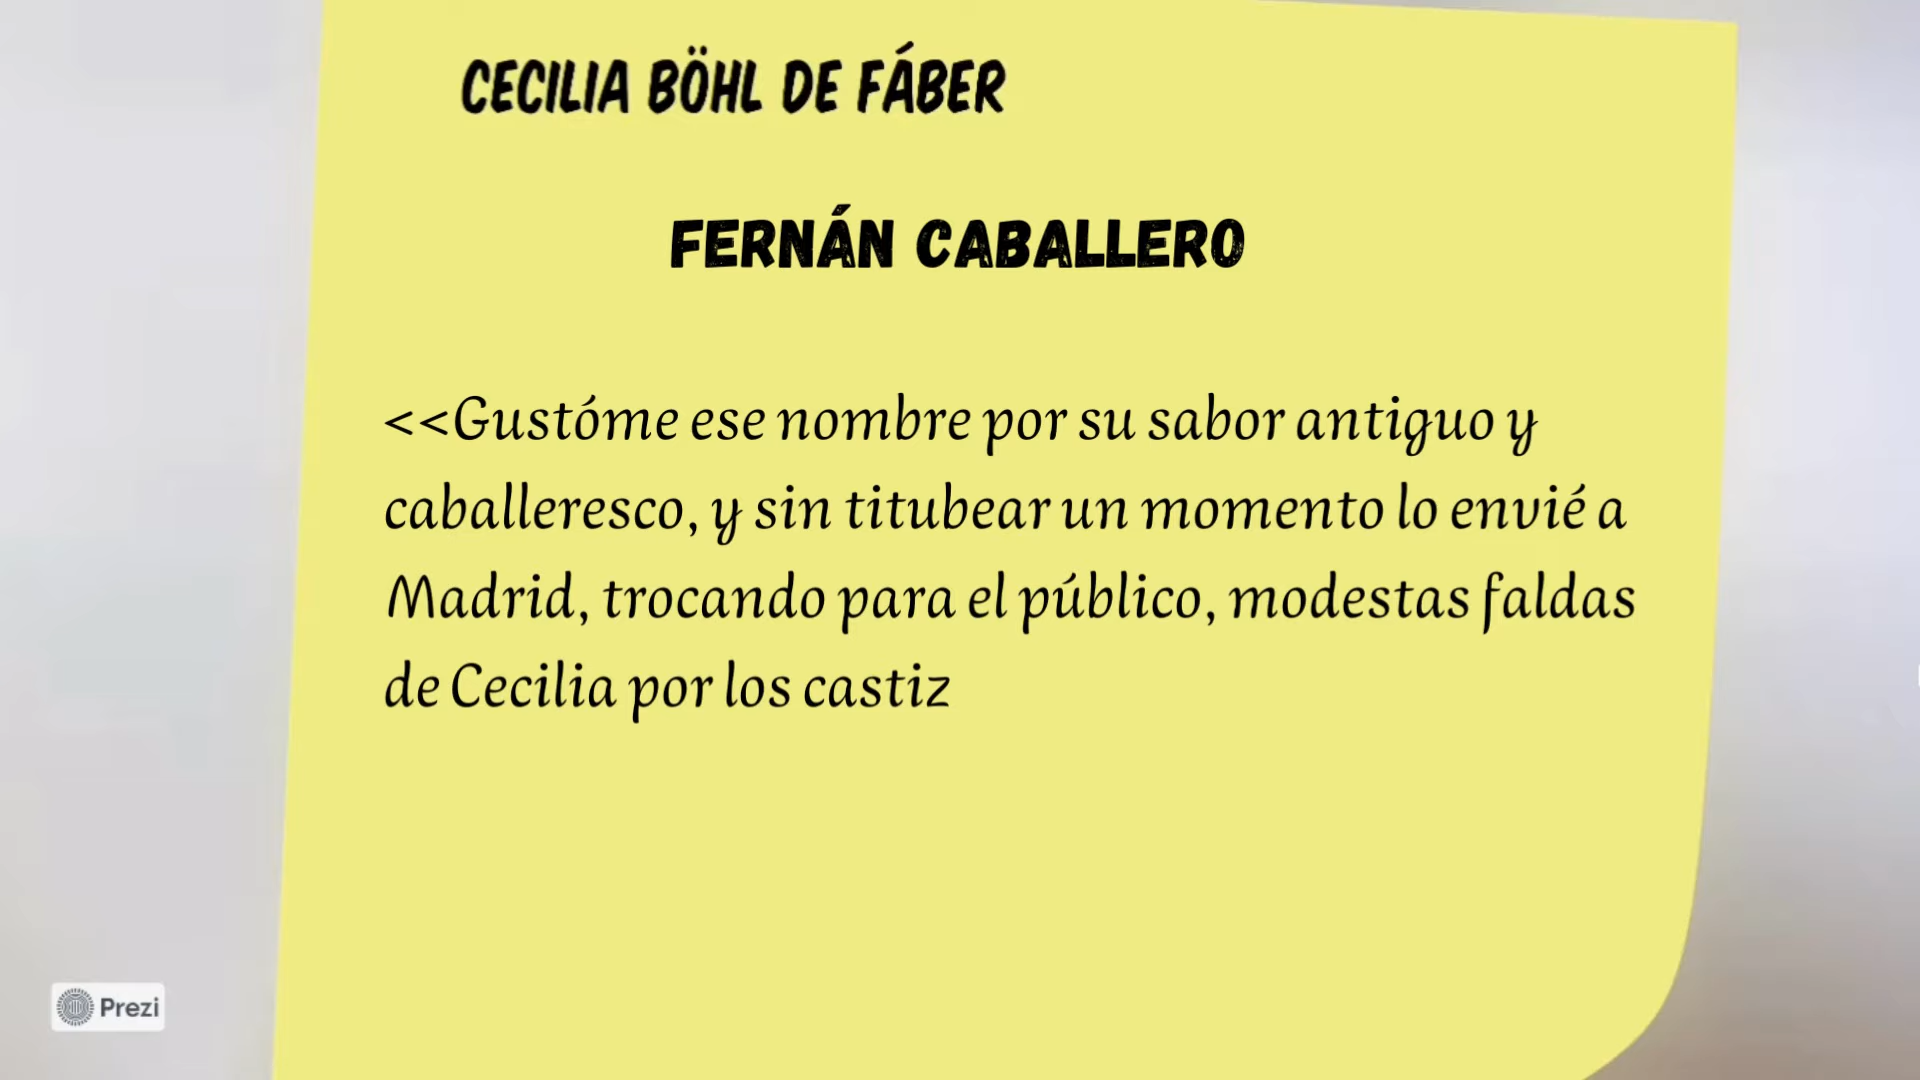 CECILIA BÖHL DE FÁBER
FERNÁN CABALLERO
<<Gustóme ese nombre por su sabor antiguo y
caballeresco, y sin titubear un momento lo envié a
Madrid, trocando para el público, modestas faldas
de Cecilia por los castiz
Prezi